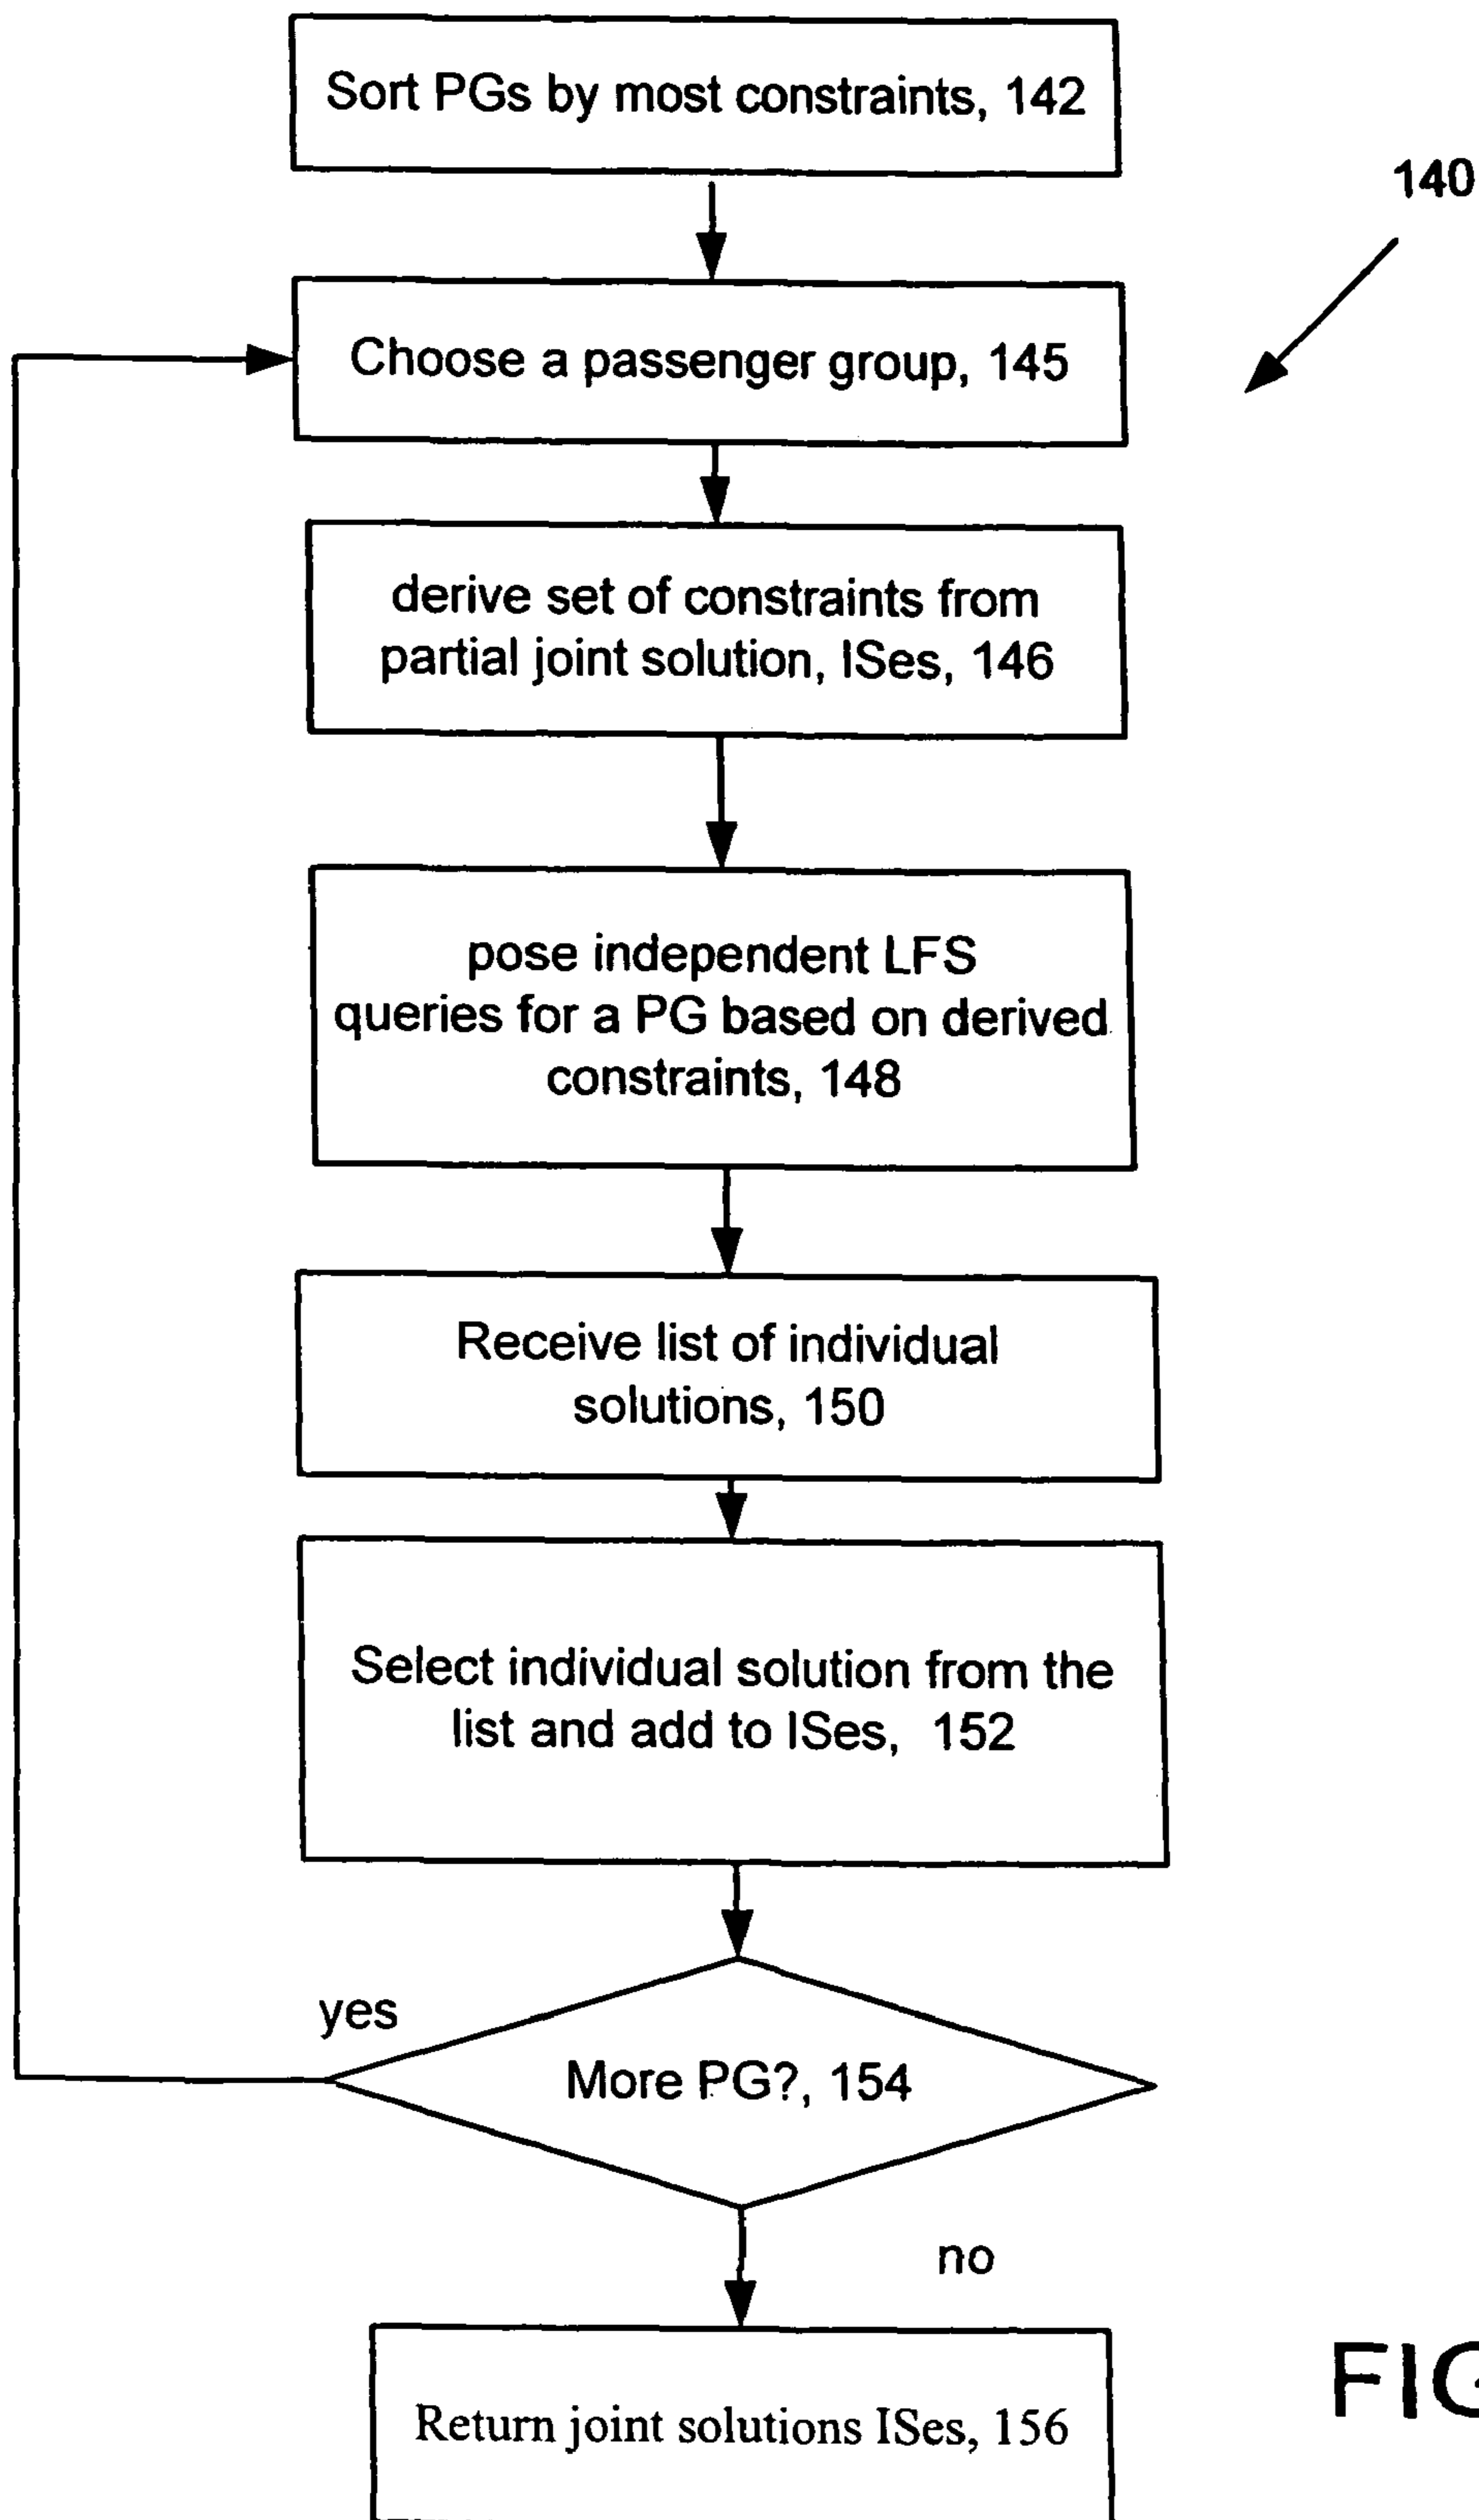 Sort PGs by most constraints, 142
140
Choose a passenger group, 145
derive set of constraints from
partial joint solution, ISes, 146
pose independent LFS
queries for a PG based on derived
constraints, 148
Receive list of individual
solutions, 150
Select individual solution from the
list and add to ISes, 152
yes
More PG?, 154
no
Return joint solutions ISes, 156